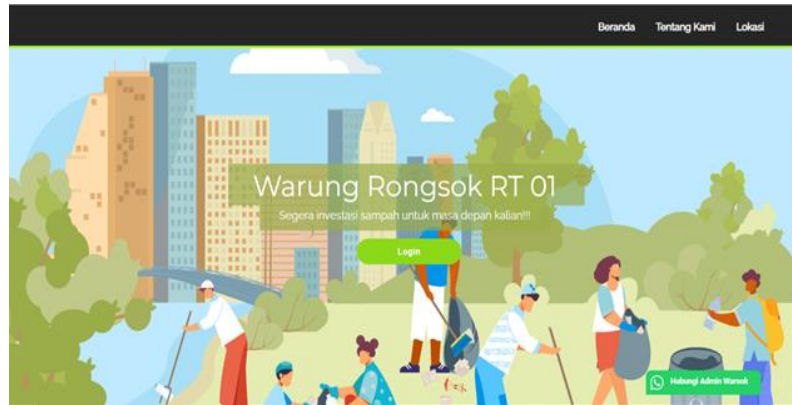 Beranda Tentang Kami Lokasi
Warung Rongsok RT 01
Segera investasi sampah untuk masa depan kalian!!!
Login
Hubungi Admin Warsok